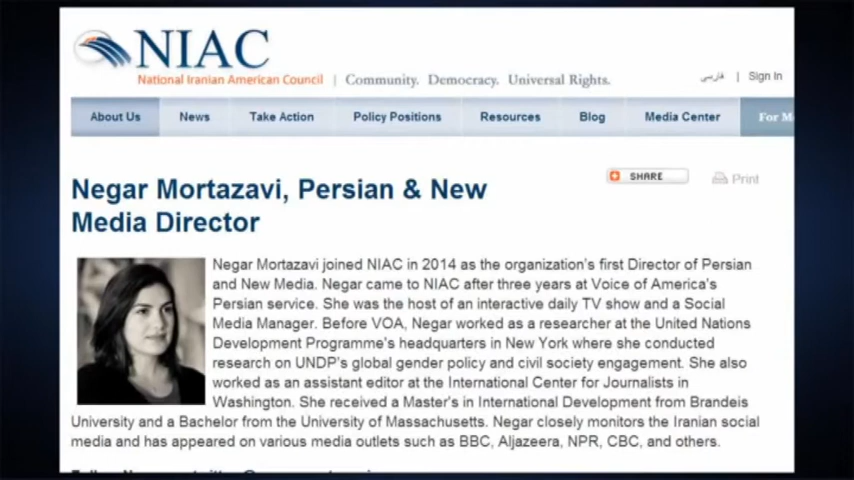 NIAC
National Iranian American Council | Community. Democracy. Universal Rights.
فارسی | Sign In
About Us News Take Action Policy Positions Resources Blog Media Center For M
SHARE Print
Negar Mortazavi, Persian & New
Media Director
Negar Mortazavi joined NIAC in 2014 as the organization's first Director of Persian
and New Media. Negar came to NIAC after three years at Voice of America's
Persian service. She was the host of an interactive daily TV show and a Social
Media Manager. Before VOA, Negar worked as a researcher at the United Nations
Development Programme's headquarters in New York where she conducted
research on UNDP's global gender policy and civil society engagement. She also
worked as an assistant editor at the International Center for Journalists in
Washington. She received a Master's in International Development from Brandeis
University and a Bachelor from the University of Massachusetts. Negar closely monitors the Iranian social
media and has appeared on various media outlets such as BBC, Aljazeera, NPR, CBC, and others.